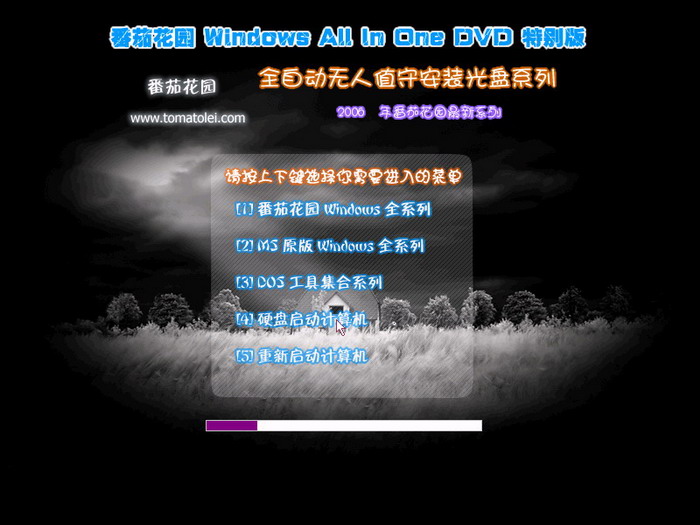 番茄花园 Windows All In One DVD 特别版
番茄花园
全自动无人值守安装光盘系列
www.tomatolei.com
2006 年番茄花园最新系列
请按上下键选择你需要进入的菜单
[1] 番茄花园 Windows 全系列
[2] MS 原版 Windows 全系列
[3] DOS 工具集合系列
[4] 硬盘启动计算机
[5] 重新启动计算机